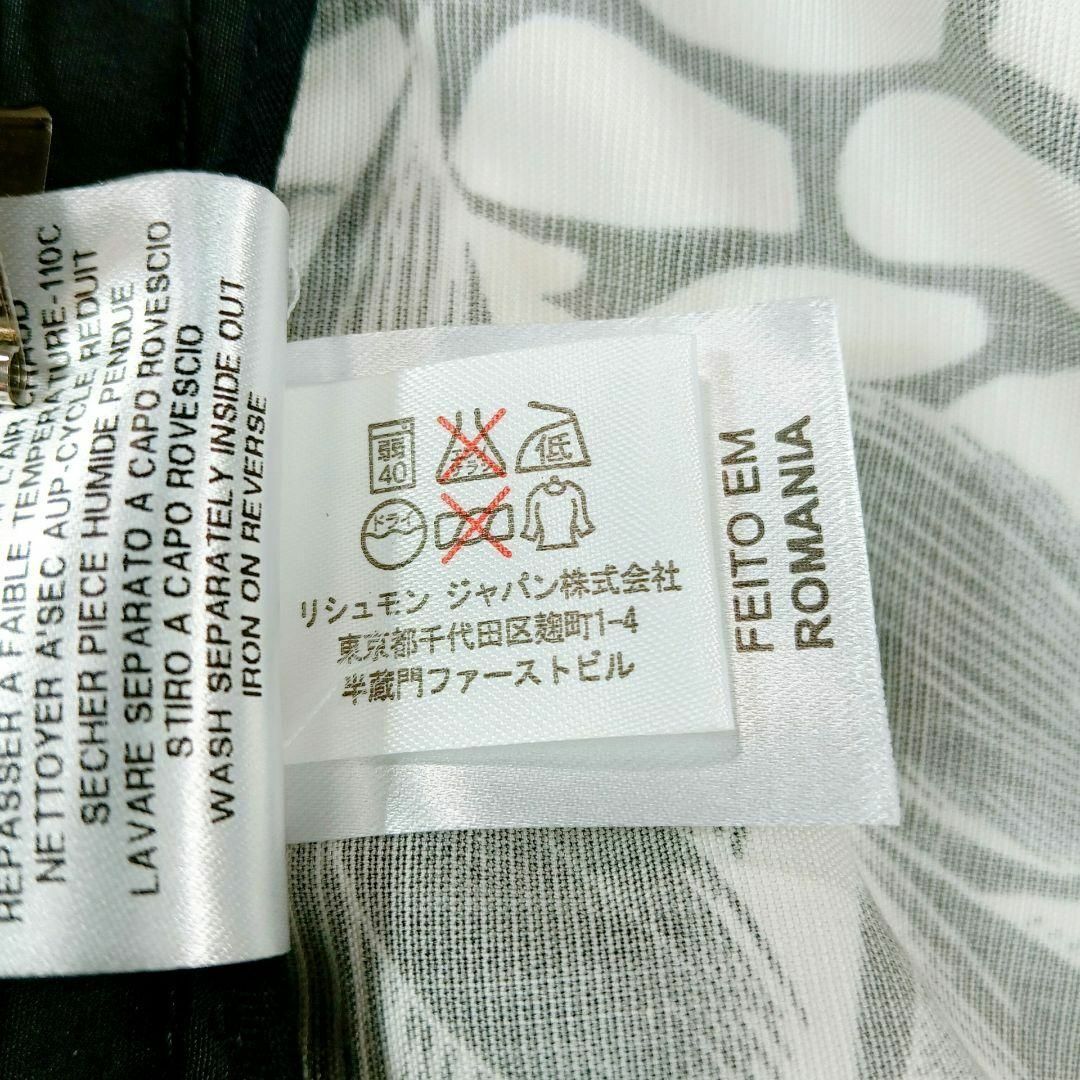 L'AIR CHAUD
REPASSER A FAIBLE TEMPERATURE-110C
NETTOYER A'SEC AUP-CYCLE REDUIT
SECHER PIECE HUMIDE PENDUE
LAVARE SEPARATO A CAPO ROVESCIO
STIRO A CAPO ROVESCIO
WASH SEPARATELY INSIDE OUT
IRON ON REVERSE
弱
40
低
ドライ
リシュモン ジャパン株式会社
東京都千代田区麹町1-4
半蔵門ファーストビル
FEITO EM
ROMANIA